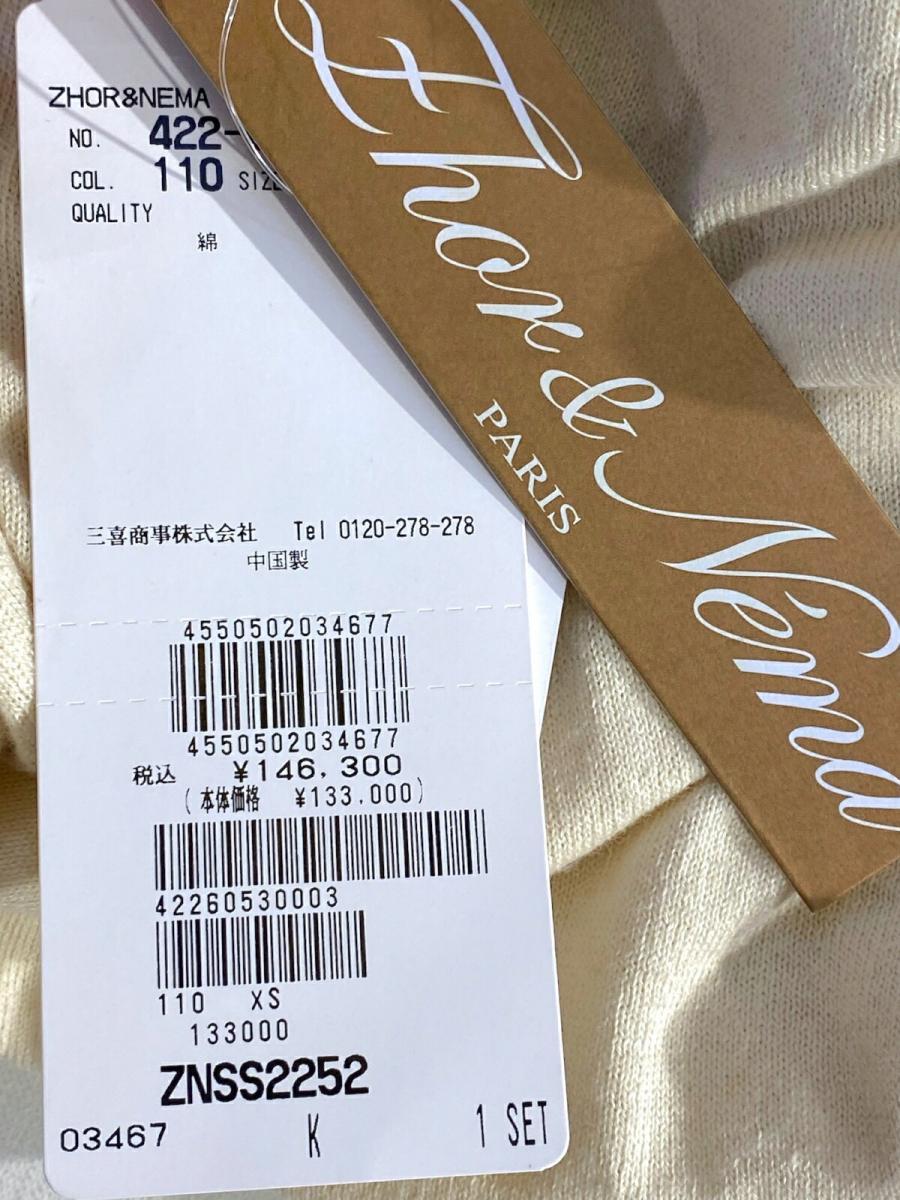 ZHOR&NEMA
NO. 422-
COL. 110 SIZE
QUALITY
綿
三喜商事株式会社 Tel 0120-278-278
中国製
4550502034677
4550502034677
税込 ¥146,300
(本体価格 ¥133,000)
42260530003
110 XS
133000
ZNSS2252
03467 K 1 SET
Zhor & Néma
PARIS